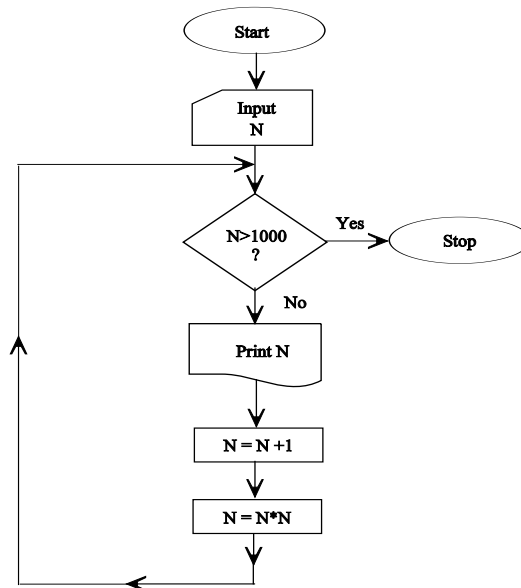 Start
Input
N
N>1000
?
Yes
Stop
No
Print N
N = N +1
N = N*N